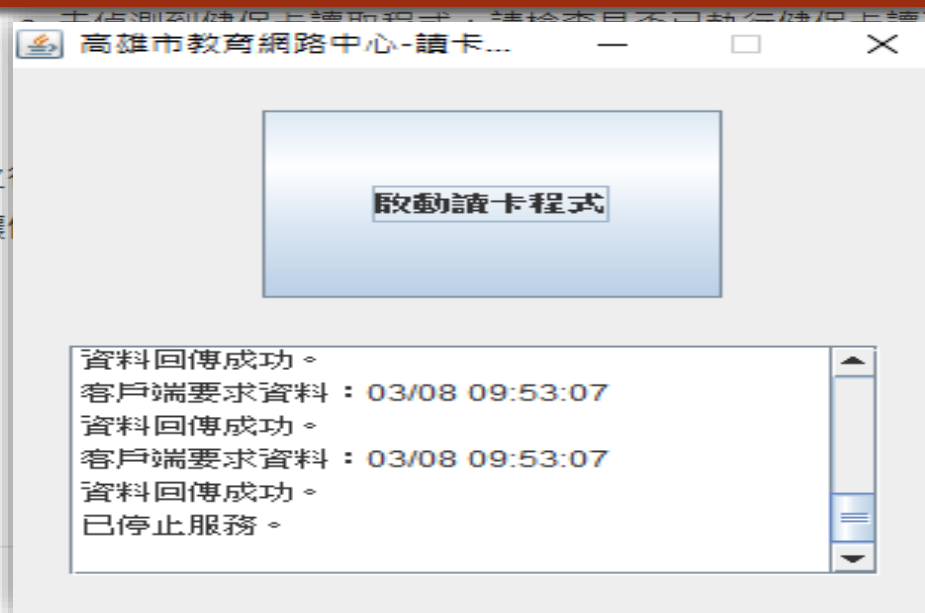 高雄市教育網路中心-讀卡...
啟動讀卡程式
資料回傳成功。
客戶端要求資料：03/08 09:53:07
資料回傳成功。
客戶端要求資料：03/08 09:53:07
資料回傳成功。
已停止服務。